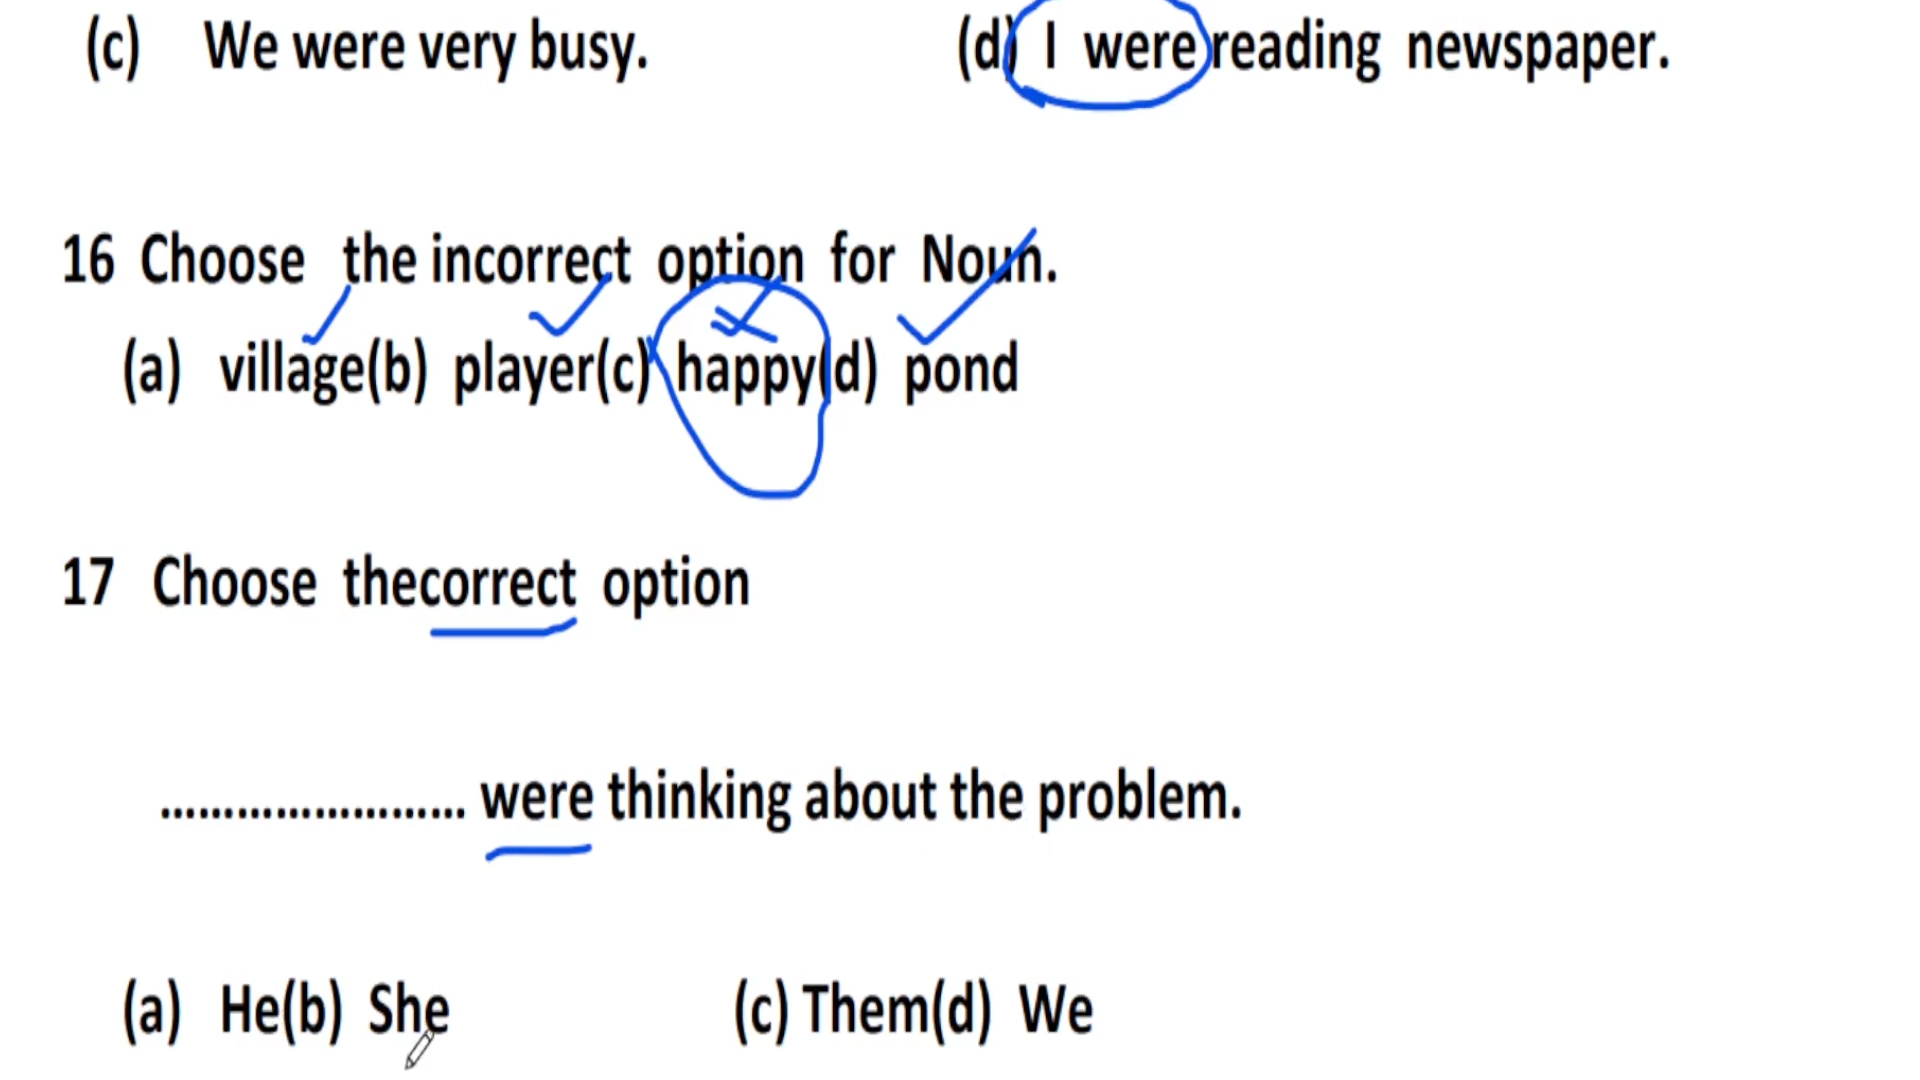 (c) We were very busy. (d) I were reading newspaper.
16 Choose the incorrect option for Noun.
(a) village(b) player(c) happy(d) pond
17 Choose thecorrect option
........................ were thinking about the problem.
(a) He(b) She (c) Them(d) We